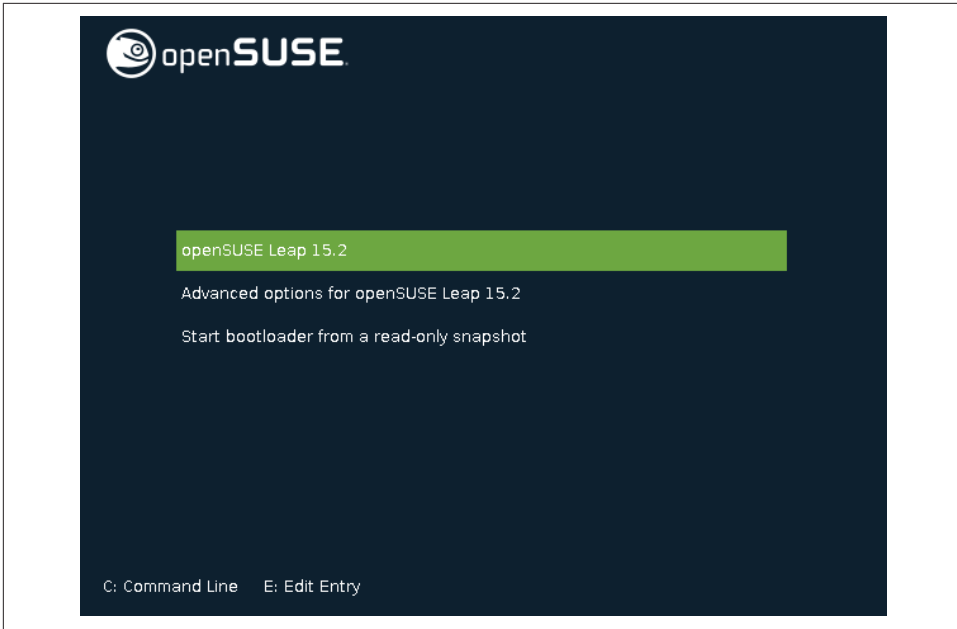 openSUSE.
openSUSE Leap 15.2
Advanced options for openSUSE Leap 15.2
Start bootloader from a read-only snapshot
C: Command Line E: Edit Entry